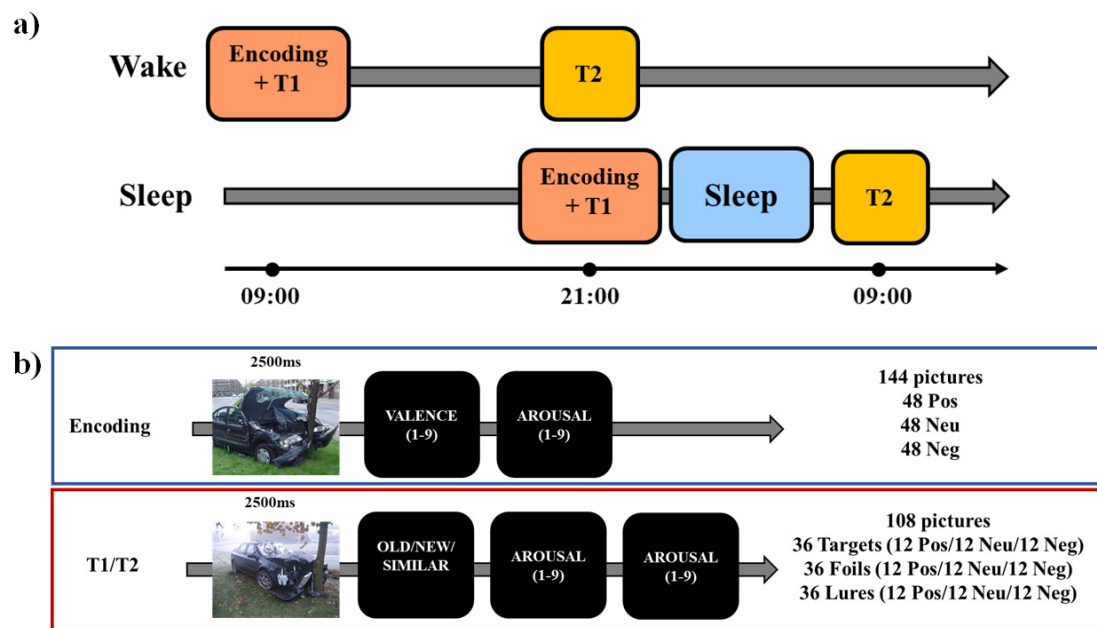 a)
Wake
Encoding
+ T1
T2
Sleep
Encoding
+ T1
Sleep
T2
09:00
21:00
09:00
b)
Encoding
2500ms
VALENCE
(1-9)
AROUSAL
(1-9)
144 pictures
48 Pos
48 Neu
48 Neg
T1/T2
2500ms
OLD/NEW/
SIMILAR
AROUSAL
(1-9)
AROUSAL
(1-9)
108 pictures
36 Targets (12 Pos/12 Neu/12 Neg)
36 Foils (12 Pos/12 Neu/12 Neg)
36 Lures (12 Pos/12 Neu/12 Neg)